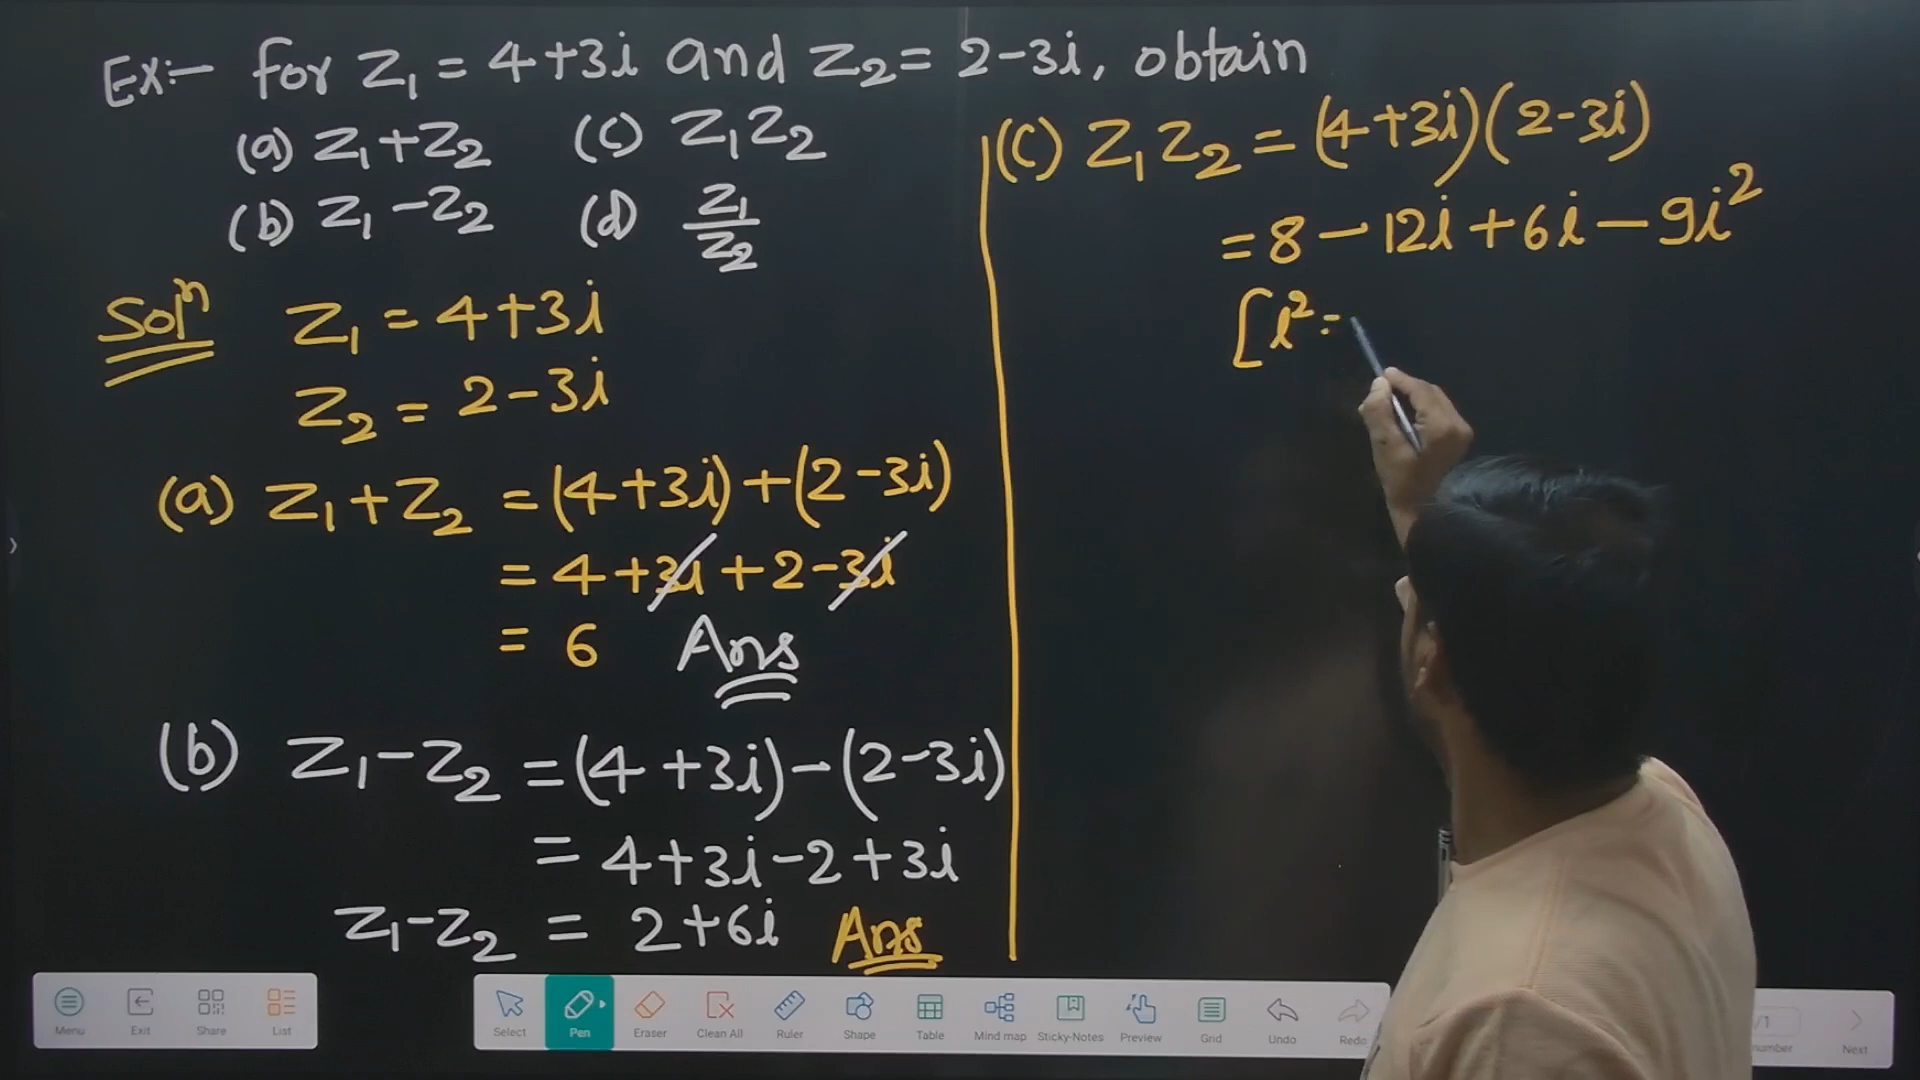 Ex:- for Z₁ = 4+3i and Z₂ = 2-3i, obtain
(a) Z₁+Z₂ (c) Z₁Z₂
(b) Z₁-Z₂ (d) Z₁/Z₂
Solⁿ Z₁ = 4+3i
Z₂ = 2-3i
(a) Z₁+Z₂ = (4+3i)+(2-3i)
= 4+3i+2-3i
= 6 Ans
(b) Z₁-Z₂ = (4+3i)-(2-3i)
= 4+3i-2+3i
Z₁-Z₂ = 2+6i Ans
(C) Z₁Z₂ = (4+3i)(2-3i)
= 8-12i+6i-9i²
[i²=
Menu Exit Share List
Select Pen Eraser Clean All Ruler Shape Table Mind map Sticky-Notes Preview Grid Undo Redo
/1 Next